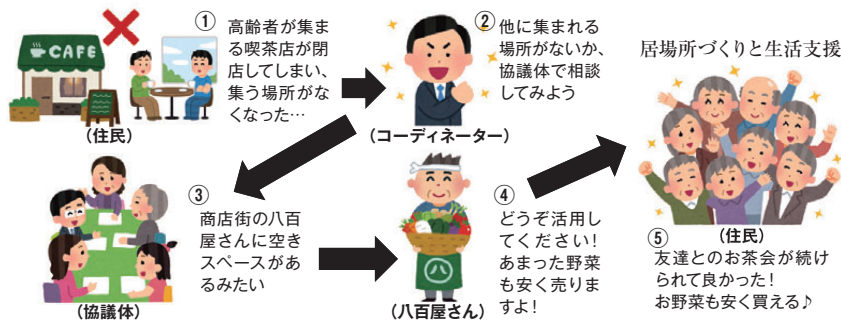 CAFE
①
高齢者が集ま
る喫茶店が閉
店してしまい、
集う場所がな
くなった…
（住民）
②
他に集まれる
場所がないか、
協議体で相談
してみよう
（コーディネーター）
③
商店街の八百
屋さんに空き
スペースがあ
るみたい
（協議体）
④
どうぞ活用し
てください！
あまった野菜
も安く売りま
すよ！
八
（八百屋さん）
居場所づくりと生活支援
（住民）
⑤
友達とのお茶会が続け
られて良かった！
お野菜も安く買える♪